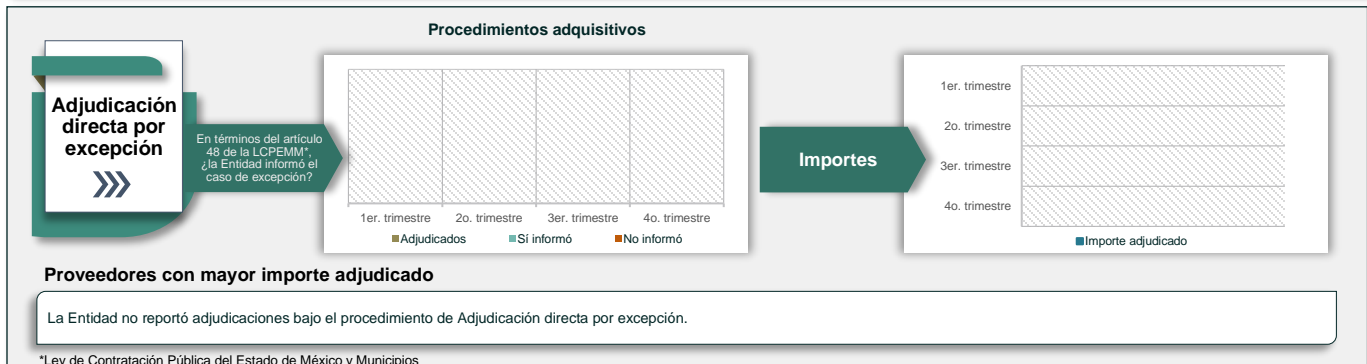 Procedimientos adquisitivos
Adjudicación
directa por
excepción
En términos del artículo
48 de la LCPEMM*,
¿la Entidad informó el
caso de excepción?
1er. trimestre 2o. trimestre 3er. trimestre 4o. trimestre
Adjudicados Sí informó No informó
Importes
1er. trimestre
2o. trimestre
3er. trimestre
4o. trimestre
Importe adjudicado
Proveedores con mayor importe adjudicado
La Entidad no reportó adjudicaciones bajo el procedimiento de Adjudicación directa por excepción.
*Ley de Contratación Pública del Estado de México y Municipios